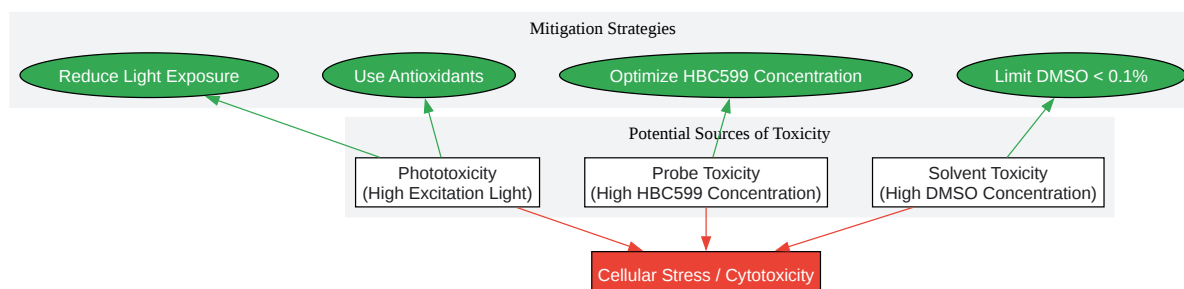 Mitigation Strategies
Reduce Light Exposure
Use Antioxidants
Optimize HBC599 Concentration
Limit DMSO < 0.1%
Potential Sources of Toxicity
Phototoxicity
(High Excitation Light)
Probe Toxicity
(High HBC599 Concentration)
Solvent Toxicity
(High DMSO Concentration)
Cellular Stress / Cytotoxicity